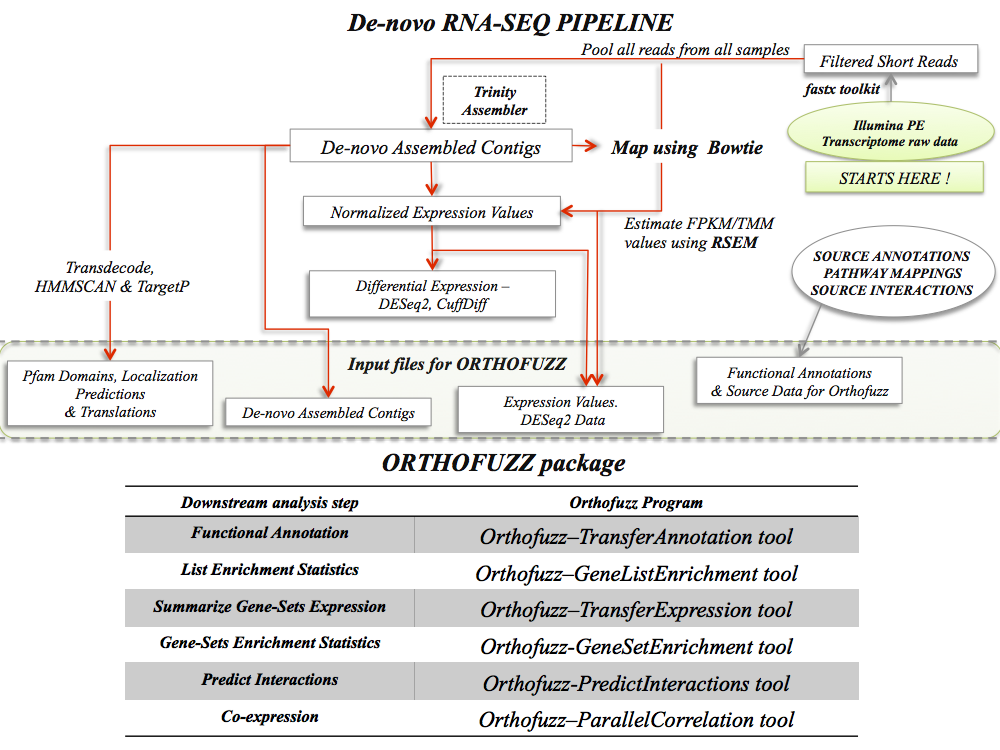 De-novo RNA-SEQ PIPELINE
Pool all reads from all samples
Filtered Short Reads
fastx toolkit
Trinity
Assembler
Illumina PE
Transcriptome raw data
De-novo Assembled Contigs
Map using Bowtie
STARTS HERE !
Normalized Expression Values
Estimate FPKM/TMM
values using RSEM
Transdecode,
HMMSCAN & TargetP
SOURCE ANNOTATIONS
PATHWAY MAPPINGS
SOURCE INTERACTIONS
Differential Expression –
DESeq2, CuffDiff
Input files for ORTHOFUZZ
Pfam Domains, Localization
Predictions
& Translations
De-novo Assembled Contigs
Expression Values.
DESeq2 Data
Functional Annotations
& Source Data for Orthofuzz
ORTHOFUZZ package
Downstream analysis step Orthofuzz Program
Functional Annotation Orthofuzz–TransferAnnotation tool
List Enrichment Statistics Orthofuzz–GeneListEnrichment tool
Summarize Gene-Sets Expression Orthofuzz–TransferExpression tool
Gene-Sets Enrichment Statistics Orthofuzz-GeneSetEnrichment tool
Predict Interactions Orthofuzz-PredictInteractions tool
Co-expression Orthofuzz–ParallelCorrelation tool